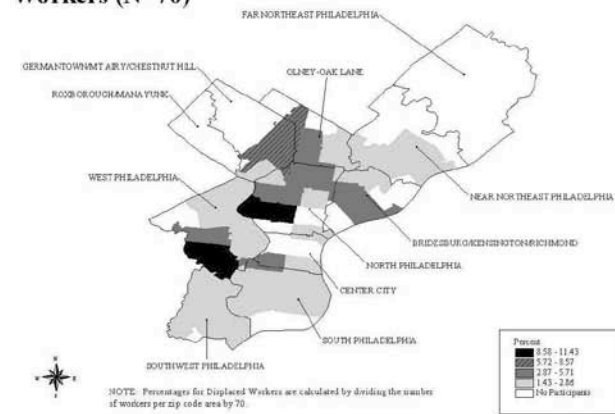 Workers (N=70)
FAR NORTHEAST PHILADELPHIA
GERMANTOWN/MT AIRY/CHESTNUT HILL
OLNEY-OAK LANE
ROXBOROUGH/MANAYUNK
WEST PHILADELPHIA
NEAR NORTHEAST PHILADELPHIA
BRIDESBURG/KENSINGTON/RICHMOND
NORTH PHILADELPHIA
CENTER CITY
SOUTH PHILADELPHIA
SOUTHWEST PHILADELPHIA
Percent
8.58 - 11.43
5.72 - 8.57
2.87 - 5.71
1.43 - 2.86
No Participants
N
W
E
S
NOTE: Percentages for Displaced Workers are calculated by dividing the number
of workers per zip code area by 70.